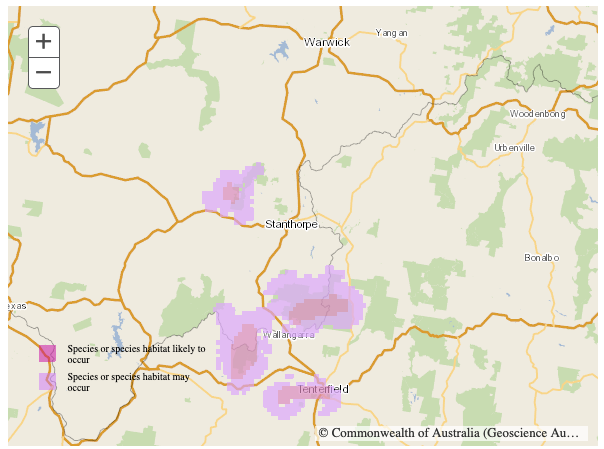 +
Warwick
Yangan
−
Woodenbong
Urbenville
Stanthorpe
Bonalbo
exas
Wallangarra
Species or species habitat likely to
occur
Species or species habitat may
occur
Tenterfield
© Commonwealth of Australia (Geoscience Au…